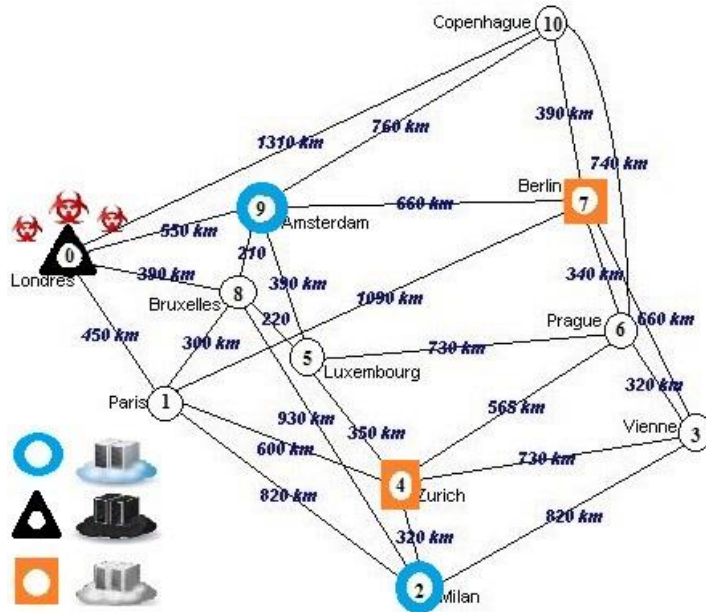 Copenhague
10
1310 km
760 km
390 km
740 km
Berlin
7
9
Amsterdam
660 km
550 km
0
Londres
390 km
210
390 km
1090 km
340 km
660 km
Bruxelles
8
220
Prague
6
450 km
300 km
5
Luxembourg
730 km
320 km
Paris
1
930 km
350 km
565 km
Vienne
3
600 km
4
Zurich
730 km
820 km
320 km
820 km
2
Milan